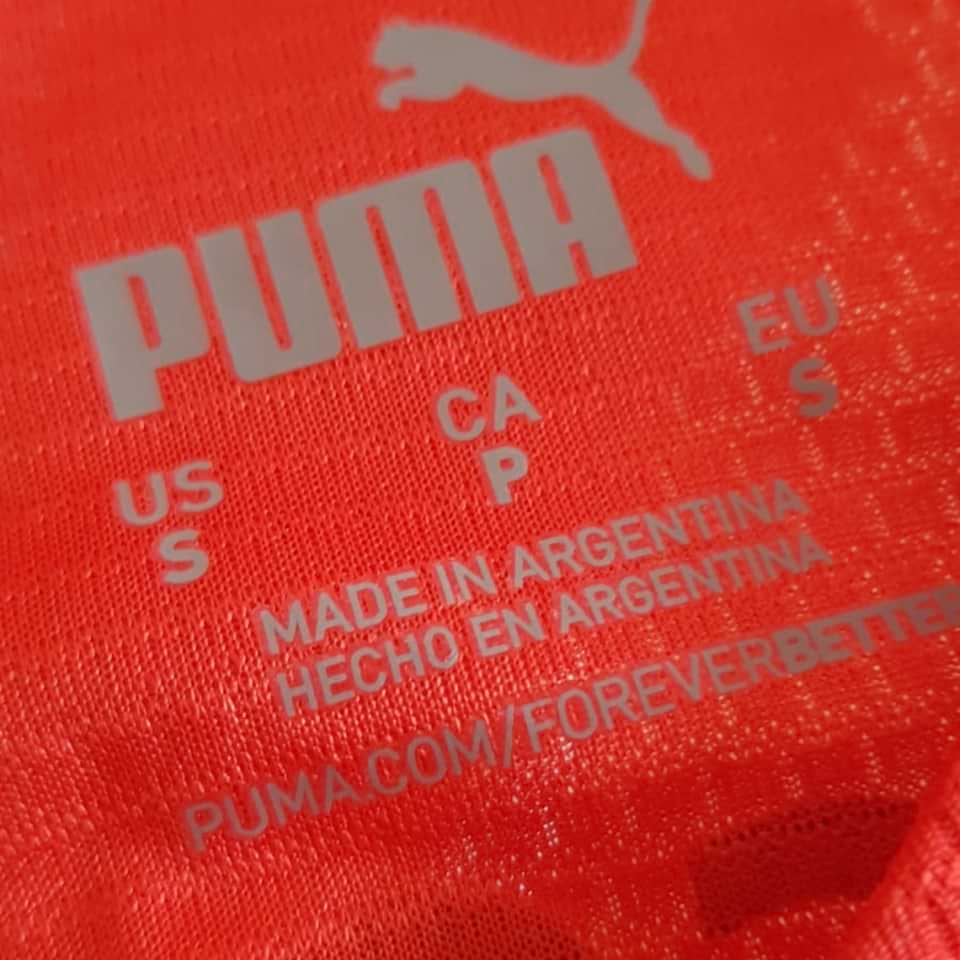 PUMA
US CA EU
S P S
MADE IN ARGENTINA
HECHO EN ARGENTINA
PUMA.COM/FOREVERBETTER